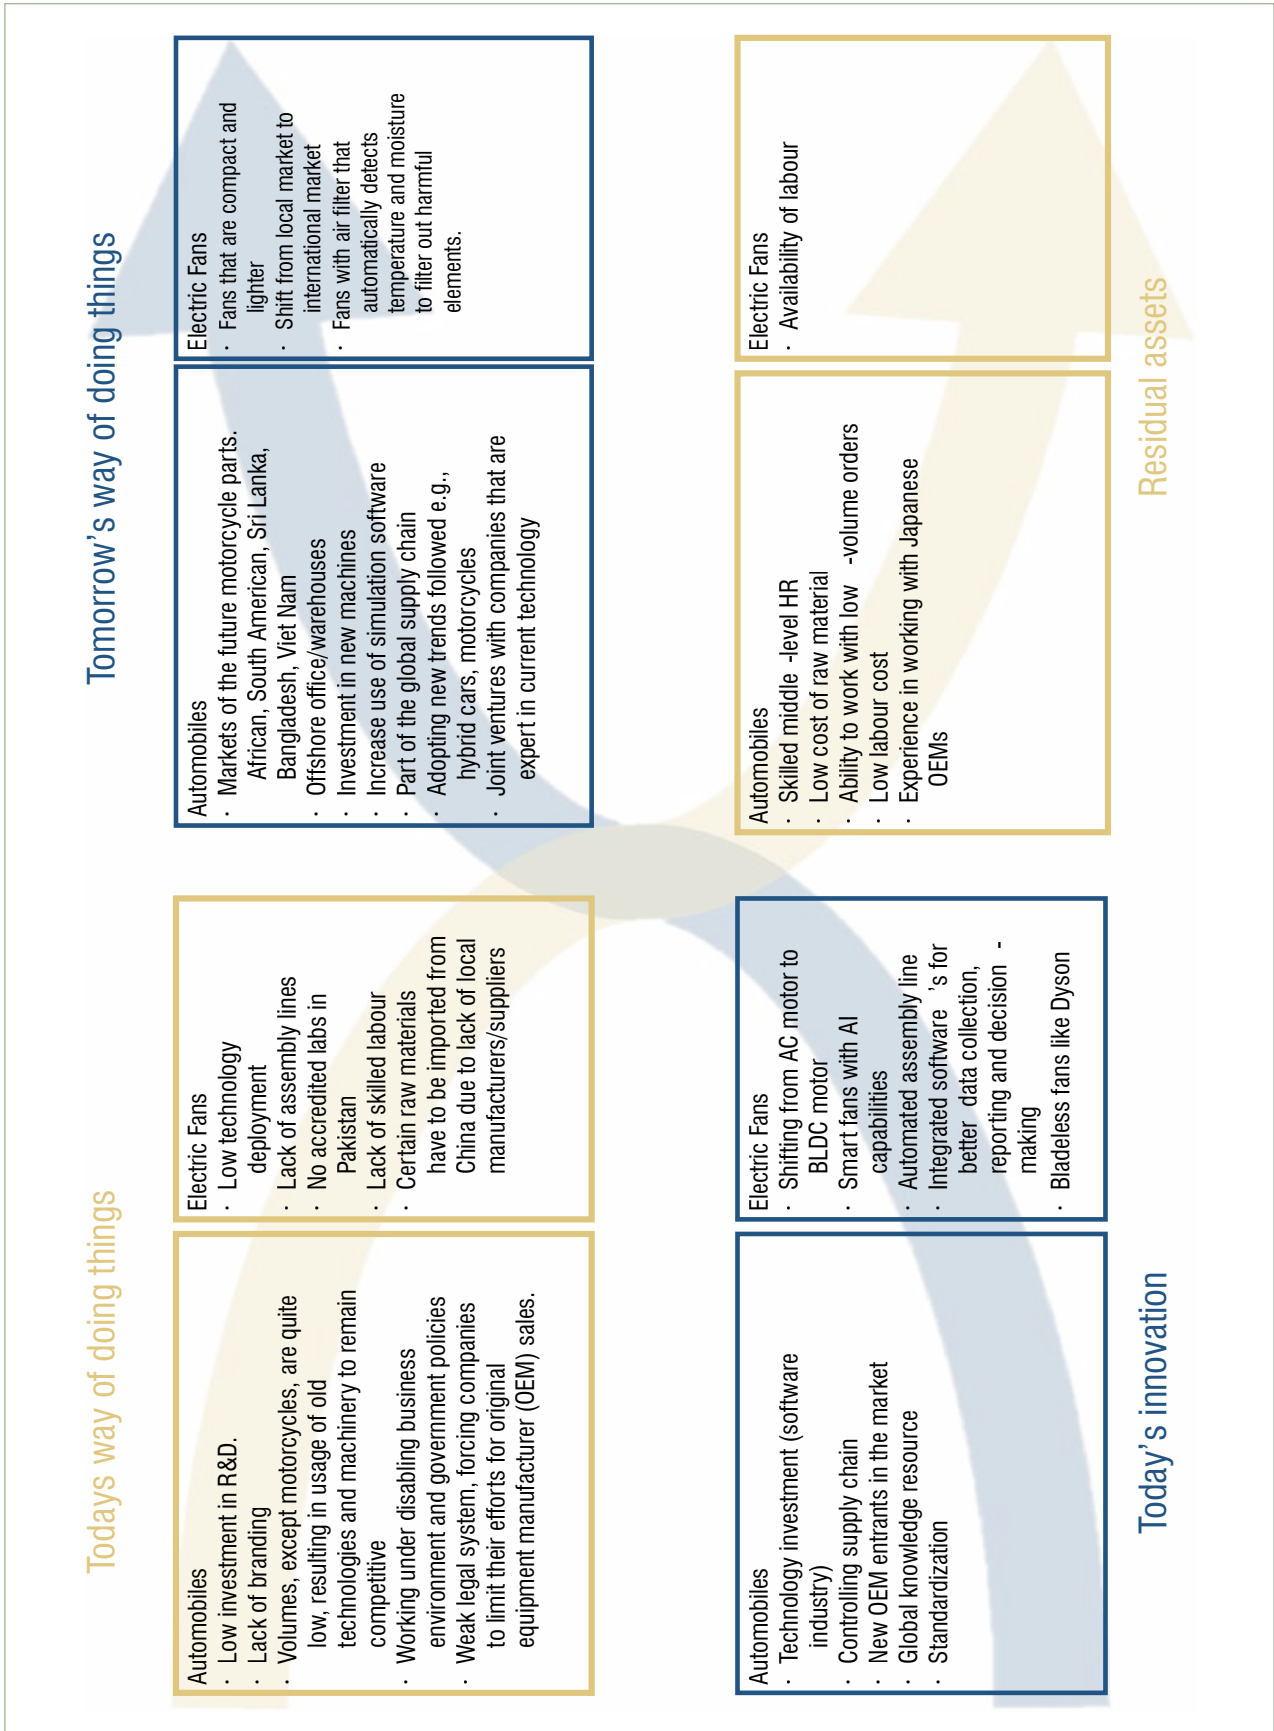 Todays way of doing things
Automobiles
· Low investment in R&D.
· Lack of branding
· Volumes, except motorcycles, are quite
low, resulting in usage of old
technologies and machinery to remain
competitive
· Working under disabling business
environment and government policies
· Weak legal system, forcing companies
to limit their efforts for original
equipment manufacturer (OEM) sales.
Electric Fans
· Low technology
deployment
· Lack of assembly lines
· No accredited labs in
Pakistan
· Lack of skilled labour
· Certain raw materials
have to be imported from
China due to lack of local
manufacturers/suppliers
Tomorrow’s way of doing things
Automobiles
· Markets of the future motorcycle parts.
African, South American, Sri Lanka,
Bangladesh, Viet Nam
· Offshore office/warehouses
· Investment in new machines
· Increase use of simulation software
· Part of the global supply chain
· Adopting new trends followed e.g.,
hybrid cars, motorcycles
· Joint ventures with companies that are
expert in current technology
Electric Fans
· Fans that are compact and
lighter
· Shift from local market to
international market
· Fans with air filter that
automatically detects
temperature and moisture
to filter out harmful
elements.
Automobiles
· Technology investment (software
industry)
· Controlling supply chain
· New OEM entrants in the market
· Global knowledge resource
· Standardization
Electric Fans
· Shifting from AC motor to
BLDC motor
· Smart fans with AI
capabilities
· Automated assembly line
· Integrated software ’s for
better data collection,
reporting and decision -
making
· Bladeless fans like Dyson
Today’s innovation
Automobiles
· Skilled middle -level HR
· Low cost of raw material
· Ability to work with low -volume orders
· Low labour cost
· Experience in working with Japanese
OEMs
Electric Fans
· Availability of labour
Residual assets